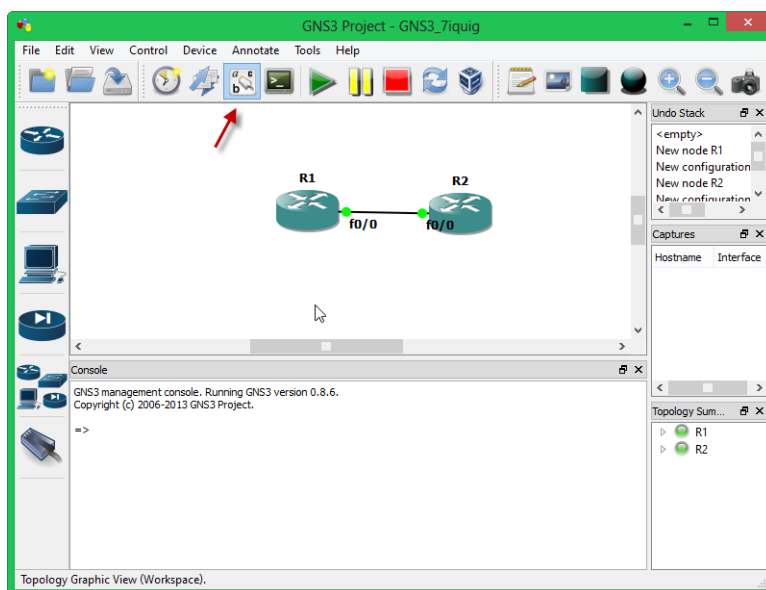 GNS3 Project - GNS3_7iquig
File Edit View Control Device Annotate Tools Help
a c
b
Undo Stack
<empty>
New node R1
New configuration
New node R2
New configuration
R1
R2
f0/0
f0/0
Captures
Hostname Interface
Console
GNS3 management console. Running GNS3 version 0.8.6.
Copyright (c) 2006-2013 GNS3 Project.
=>
Topology Sum...
R1
R2
Topology Graphic View (Workspace).